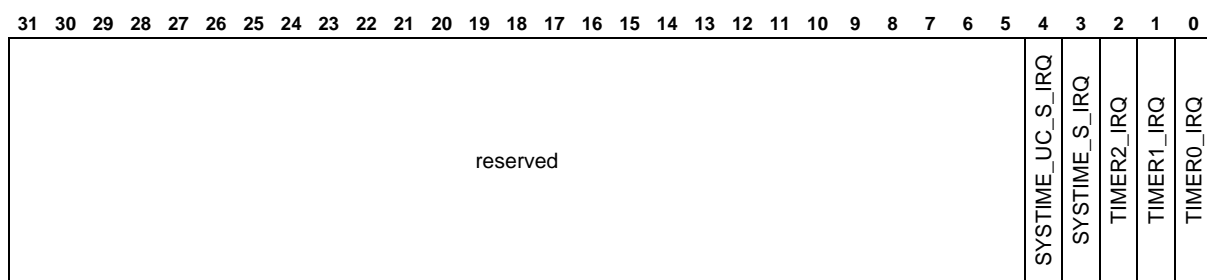 31 30 29 28 27 26 25 24 23 22 21 20 19 18 17 16 15 14 13 12 11 10 9 8 7 6 5 4 3 2 1 0
reserved
SYSTIME_UC_S_IRQ
SYSTIME_S_IRQ
TIMER2_IRQ
TIMER1_IRQ
TIMER0_IRQ